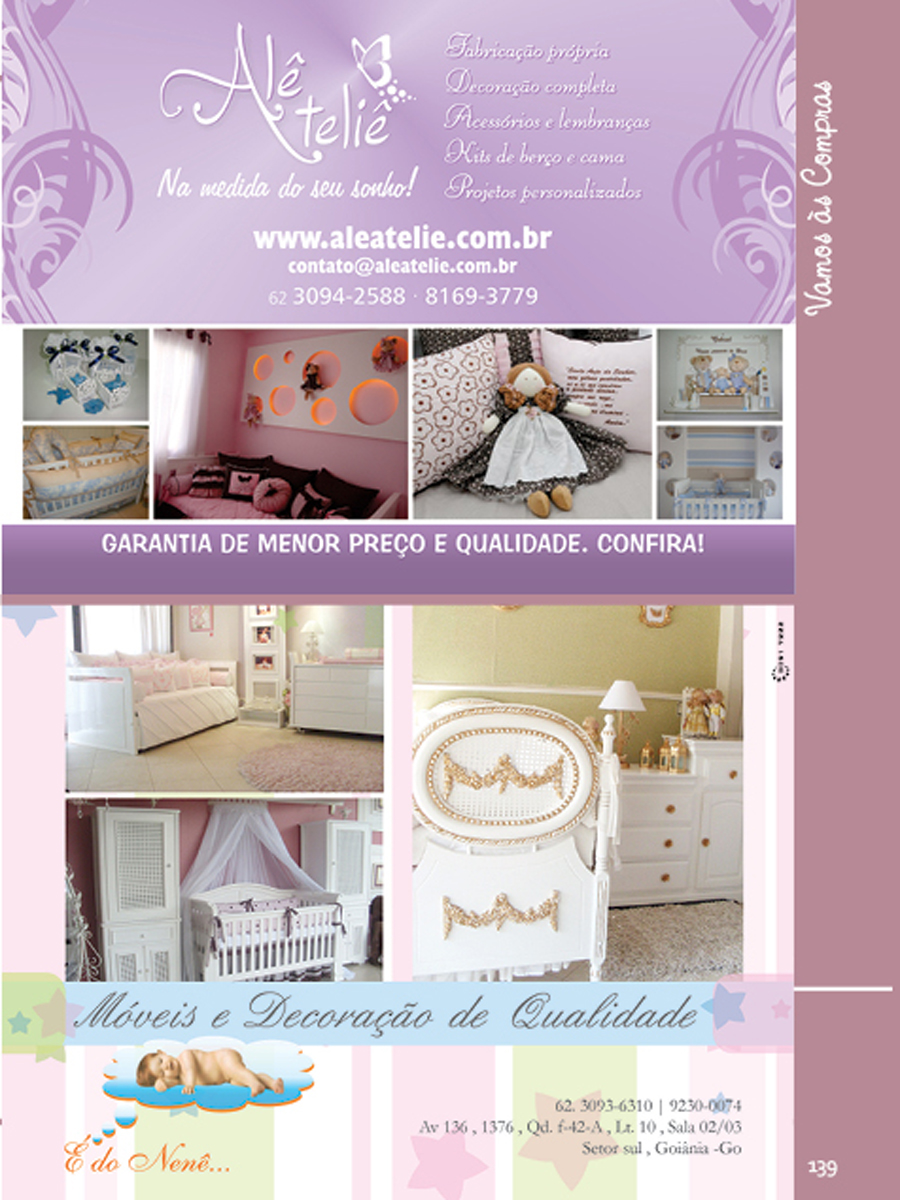 Alê
teliê
Na medida do seu sonho!
Fabricação própria
Decoração completa
Acessórios e lembranças
Kits de berço e cama
Projetos personalizados
www.aleatelie.com.br
contato@aleatelie.com.br
62 3094-2588 · 8169-3779
GARANTIA DE MENOR PREÇO E QUALIDADE. CONFIRA!
Móveis e Decoração de Qualidade
É do Nenê...
62. 3093-6310 | 9230-0074
Av 136 , 1376 , Qd. f-42-A , Lt. 10 , Sala 02/03
Setor sul , Goiânia -Go
Vamos às Compras
139